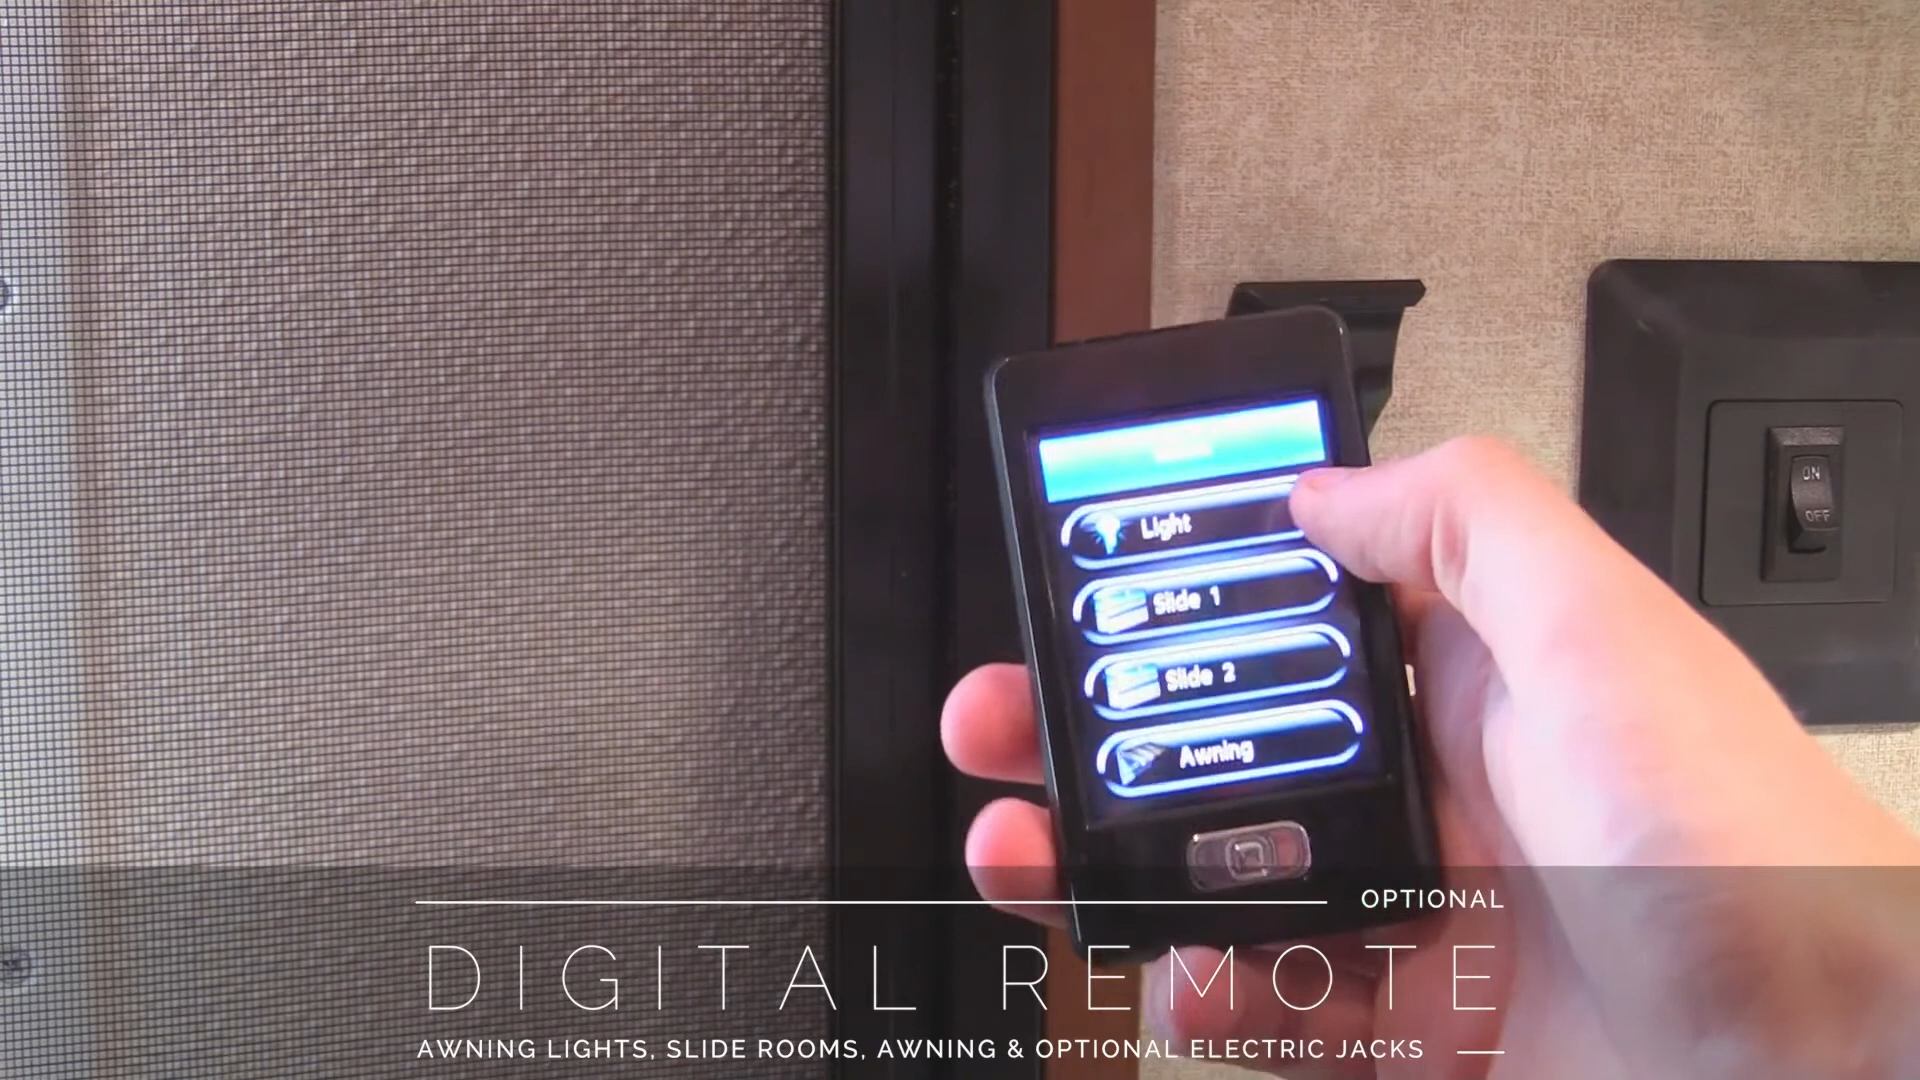 Light
Slide 1
Slide 2
Awning
ON
OFF
OPTIONAL
DIGITAL REMOTE
AWNING LIGHTS, SLIDE ROOMS, AWNING & OPTIONAL ELECTRIC JACKS